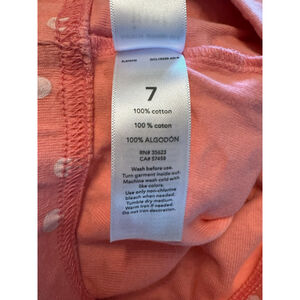 7
100% cotton
100 % coton
100% ALGODÓN
RN# 35623
CA# 57659
Wash before use.
Turn garment inside out.
Machine wash cold with
like colors.
Use only non-chlorine
bleach when needed.
Tumble dry medium.
Warm iron if needed.
Do not iron decoration.